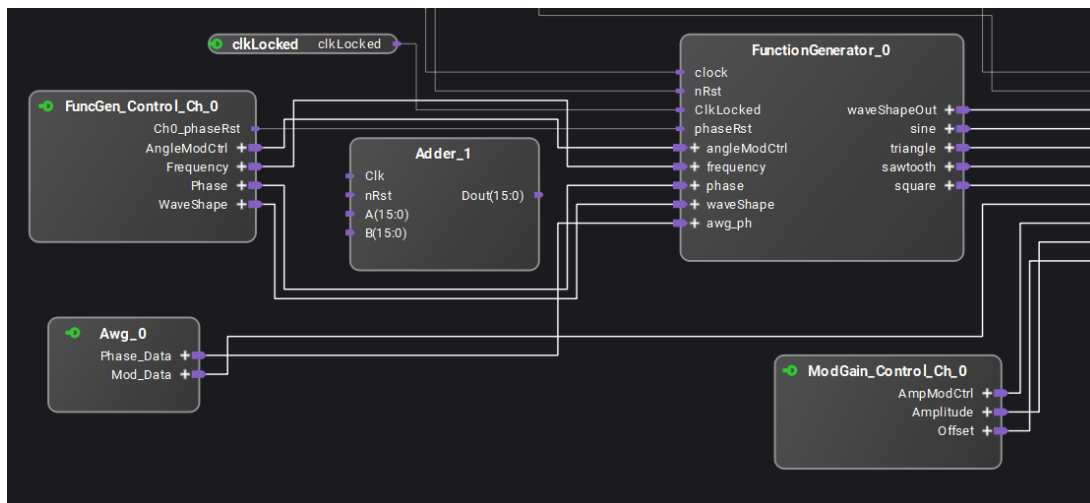 clkLocked clkLocked
FuncGen_Control_Ch_0
Ch0_phaseRst
AngleModCtrl
Frequency
Phase
WaveShape
Adder_1
Clk
nRst
A(15:0)
B(15:0)
Dout(15:0)
FunctionGenerator_0
clock
nRst
ClkLocked
phaseRst
angleModCtrl
frequency
phase
waveShape
awg_ph
waveShapeOut
sine
triangle
sawtooth
square
Awg_0
Phase_Data
Mod_Data
ModGain_Control_Ch_0
AmpModCtrl
Amplitude
Offset